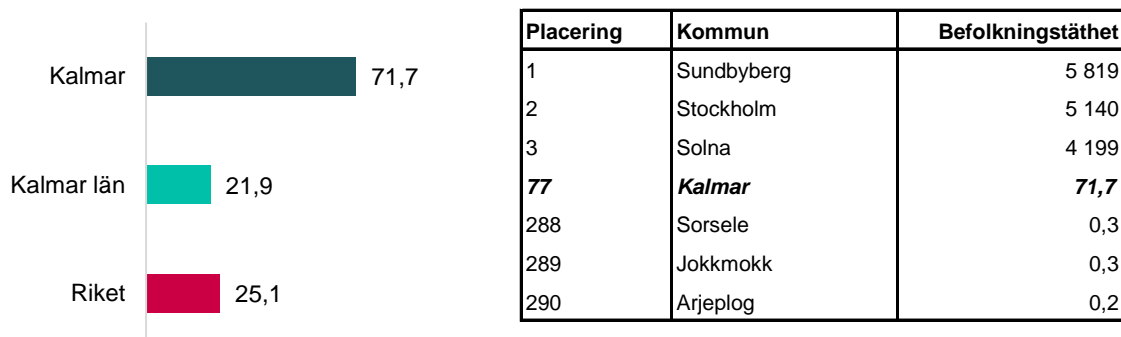 Kalmar 71,7
Kalmar län 21,9
Riket 25,1
Placering Kommun Befolkningstäthet
1 Sundbyberg 5 819
2 Stockholm 5 140
3 Solna 4 199
77 Kalmar 71,7
288 Sorsele 0,3
289 Jokkmokk 0,3
290 Arjeplog 0,2